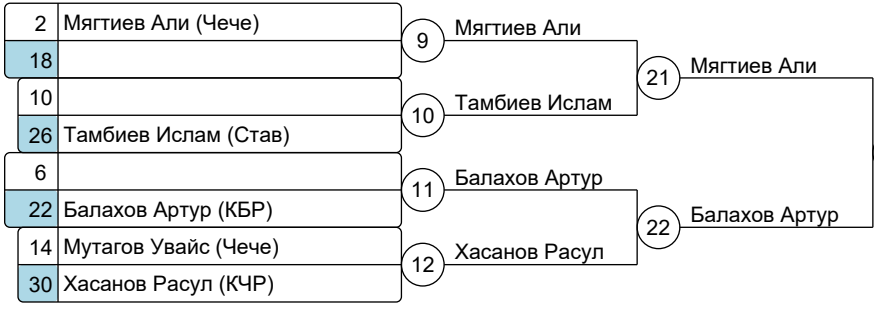 2 Мягтиев Али (Чече)
18
10
26 Тамбиев Ислам (Став)
6
22 Балахов Артур (КБР)
14 Мутагов Увайс (Чече)
30 Хасанов Расул (КЧР)
9 Мягтиев Али
10 Тамбиев Ислам
11 Балахов Артур
12 Хасанов Расул
21 Мягтиев Али
22 Балахов Артур